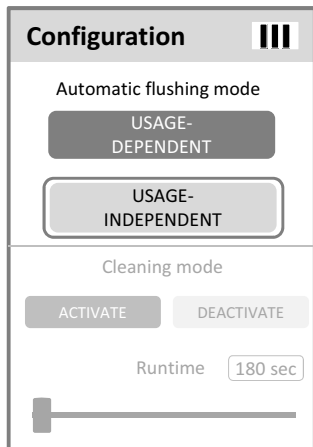 Configuration
Automatic flushing mode
USAGE-
DEPENDENT
USAGE-
INDEPENDENT
Cleaning mode
ACTIVATE DEACTIVATE
Runtime 180 sec